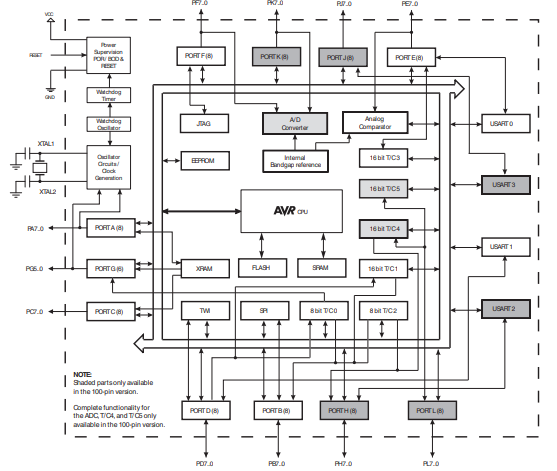 PF7..0
PK7..0
PJ7..0
PE7..0
VCC
RESET
GND
Power
Supervision
POR/ BOD &
RESET
Watchdog
Timer
Watchdog
Oscillator
XTAL1
XTAL2
Oscillator
Circuits /
Clock
Generation
PORT F (8)
PORT K (8)
PORT J (8)
PORT E (8)
JTAG
A/D
Converter
Analog
Comparator
USART 0
EEPROM
Internal
Bandgap reference
16 bit T/C 3
16 bit T/C 5
USART 3
AVR CPU
16 bit T/C 4
USART 1
PA7..0
PORT A (8)
PG5..0
PORT G (6)
XRAM
FLASH
SRAM
16 bit T/C 1
PC7..0
PORT C (8)
TWI
SPI
8 bit T/C 0
8 bit T/C 2
USART 2
NOTE:
Shaded parts only available
in the 100-pin version.
Complete functionality for
the ADC, T/C4, and T/C5 only
available in the 100-pin version.
PORT D (8)
PORT B (8)
PORT H (8)
PORT L (8)
PD7..0
PB7..0
PH7..0
PL7..0